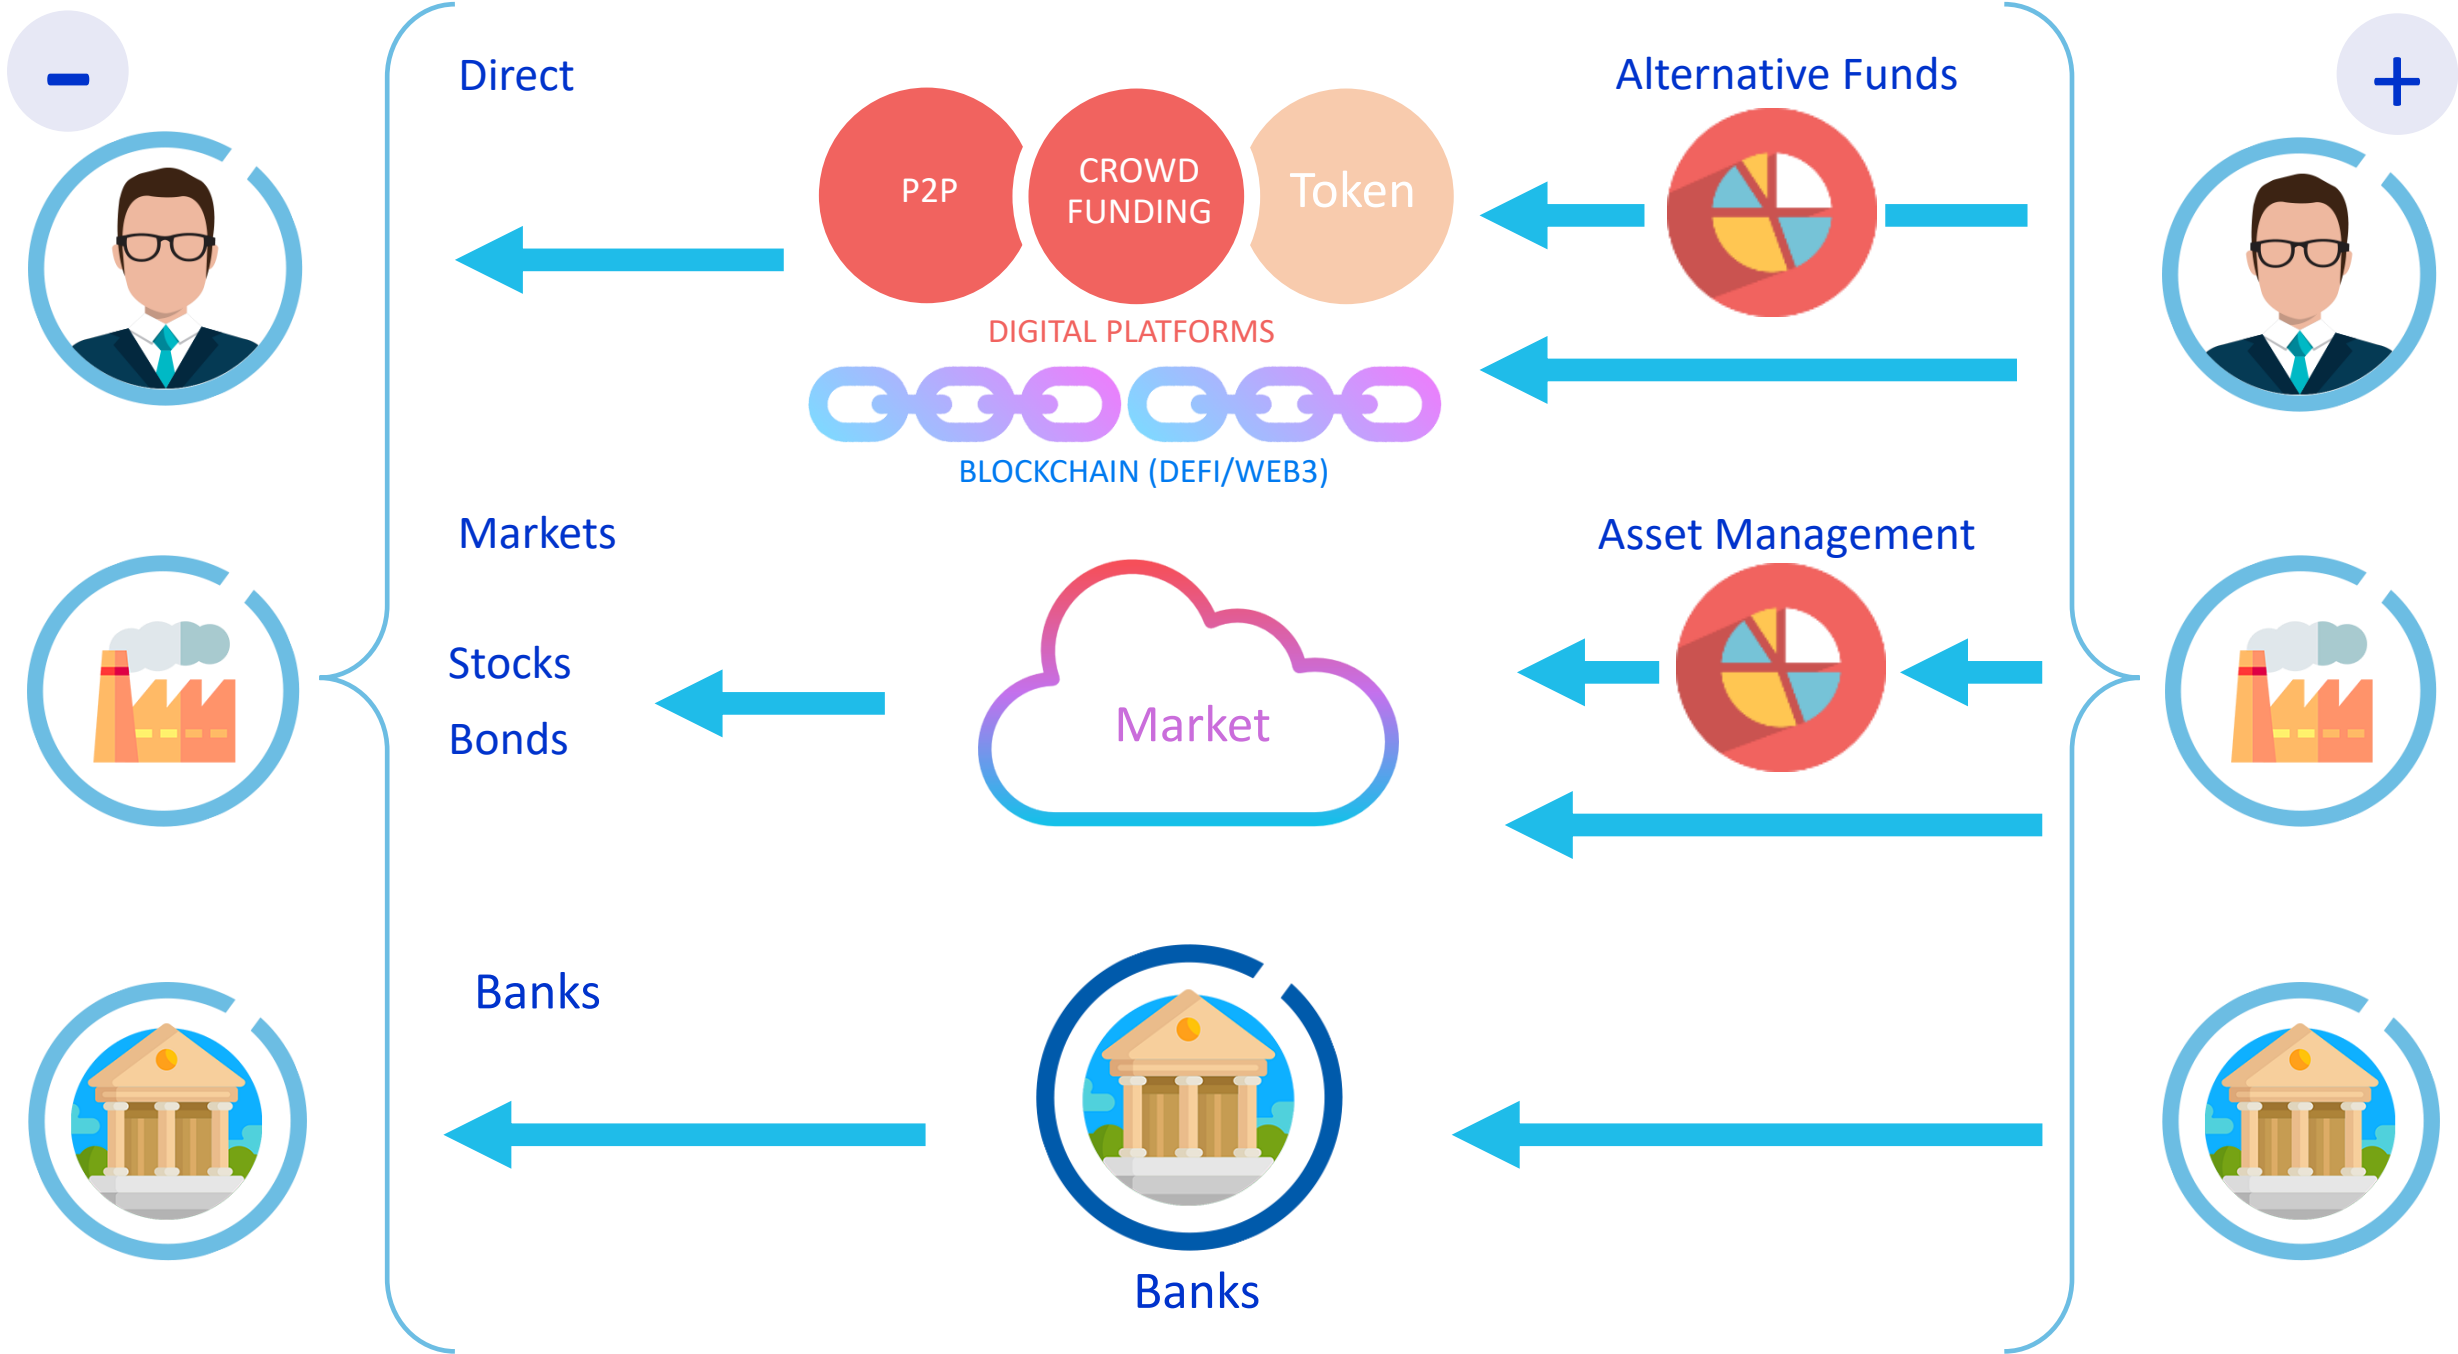 −
Direct
Alternative Funds
+
P2P
CROWD
FUNDING
Token
DIGITAL PLATFORMS
BLOCKCHAIN (DEFI/WEB3)
Markets
Asset Management
Stocks
Bonds
Market
Banks
Banks